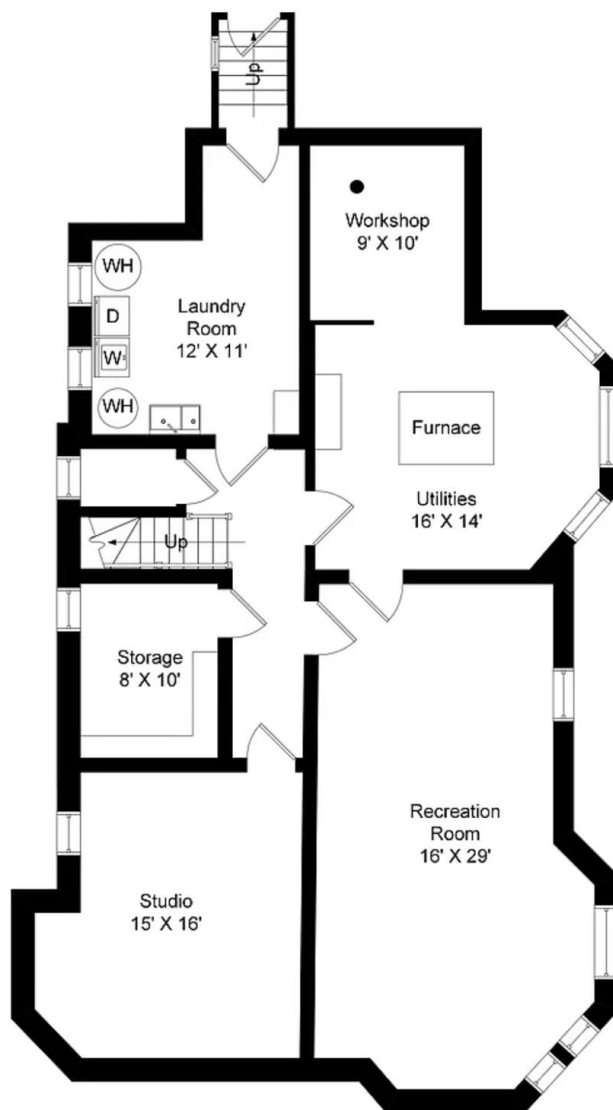 Up
Workshop
9' X 10'
WH
D
Laundry
Room
12' X 11'
W
WH
Furnace
Utilities
16' X 14'
Up
Storage
8' X 10'
Recreation
Room
16' X 29'
Studio
15' X 16'